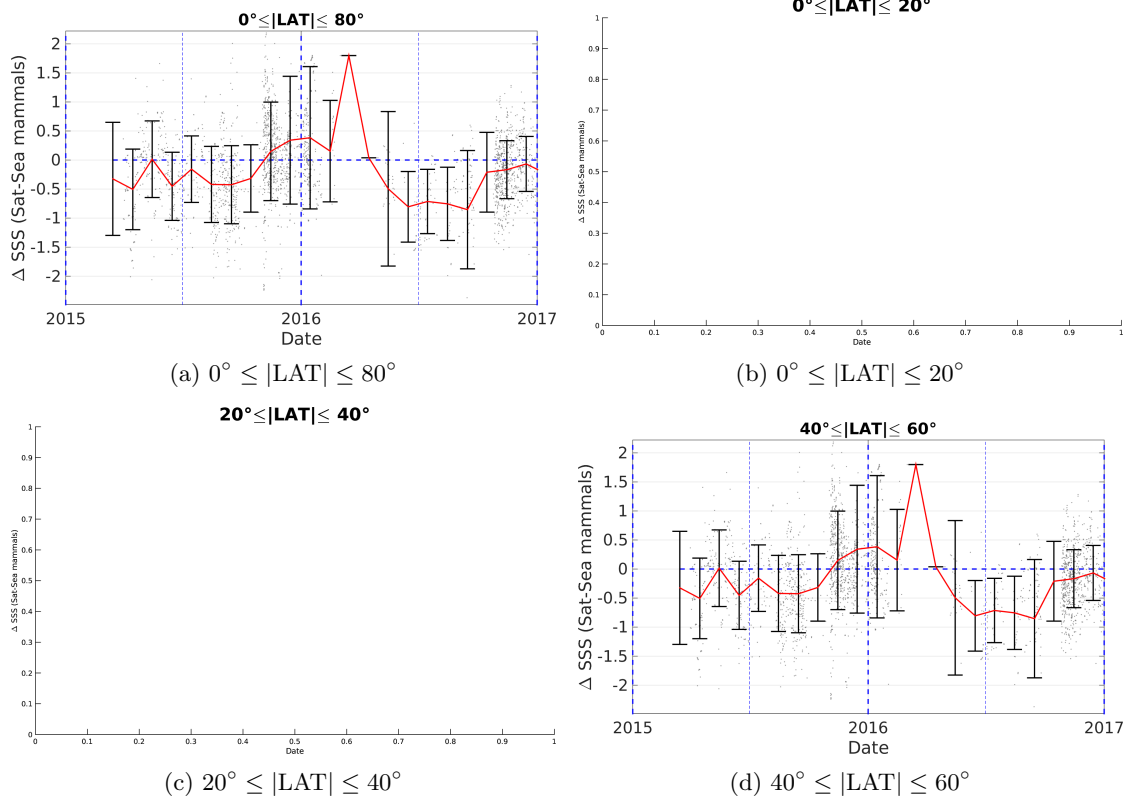 0°≤|LAT|≤ 80°
2
1.5
1
0.5
0
-0.5
-1
-1.5
-2
Δ SSS (Sat-Sea mammals)
2015 2016 2017
Date
(a) 0° ≤ |LAT| ≤ 80°
0°≤|LAT|≤ 20°
1
0.9
0.8
0.7
0.6
0.5
0.4
0.3
0.2
0.1
0
Δ SSS (Sat-Sea mammals)
0 0.1 0.2 0.3 0.4 0.5 0.6 0.7 0.8 0.9 1
Date
(b) 0° ≤ |LAT| ≤ 20°
20°≤|LAT|≤ 40°
1
0.9
0.8
0.7
0.6
0.5
0.4
0.3
0.2
0.1
0
Δ SSS (Sat-Sea mammals)
0 0.1 0.2 0.3 0.4 0.5 0.6 0.7 0.8 0.9 1
Date
(c) 20° ≤ |LAT| ≤ 40°
40°≤|LAT|≤ 60°
2
1.5
1
0.5
0
-0.5
-1
-1.5
-2
Δ SSS (Sat-Sea mammals)
2015 2016 2017
Date
(d) 40° ≤ |LAT| ≤ 60°